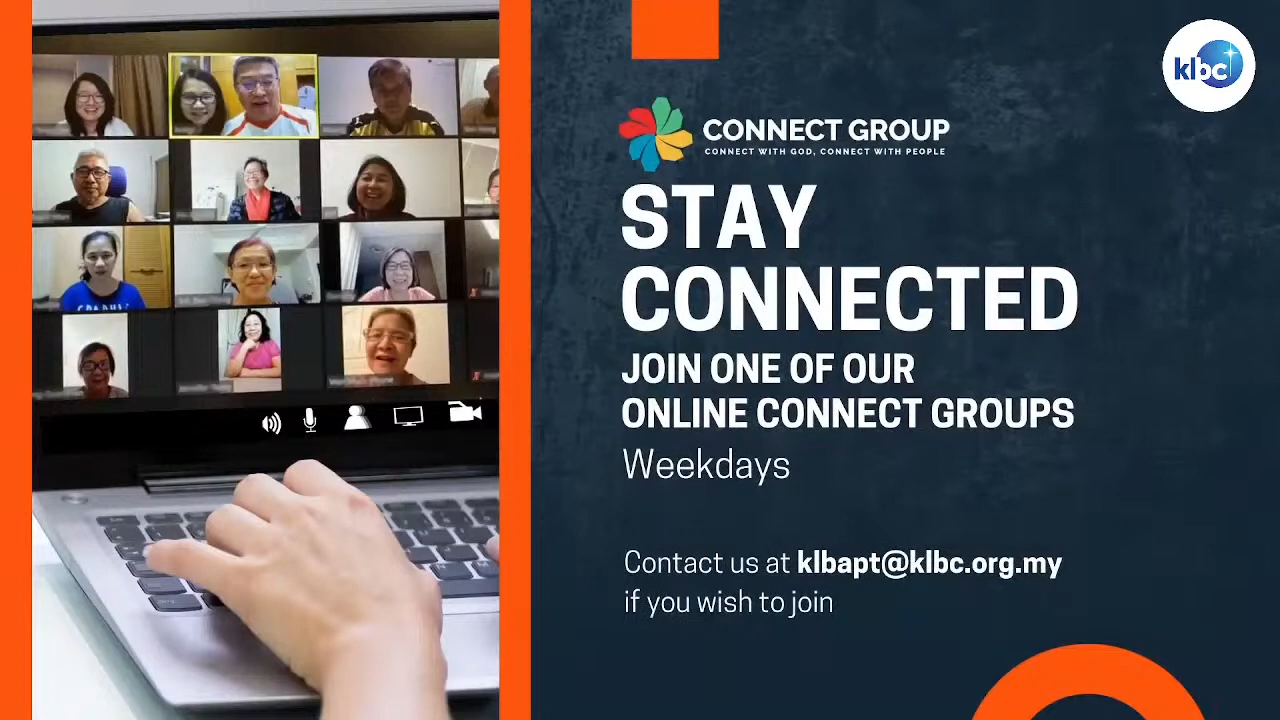 klbc
CONNECT GROUP
CONNECT WITH GOD, CONNECT WITH PEOPLE
STAY
CONNECTED
JOIN ONE OF OUR
ONLINE CONNECT GROUPS
Weekdays
Contact us at klbapt@klbc.org.my
if you wish to join